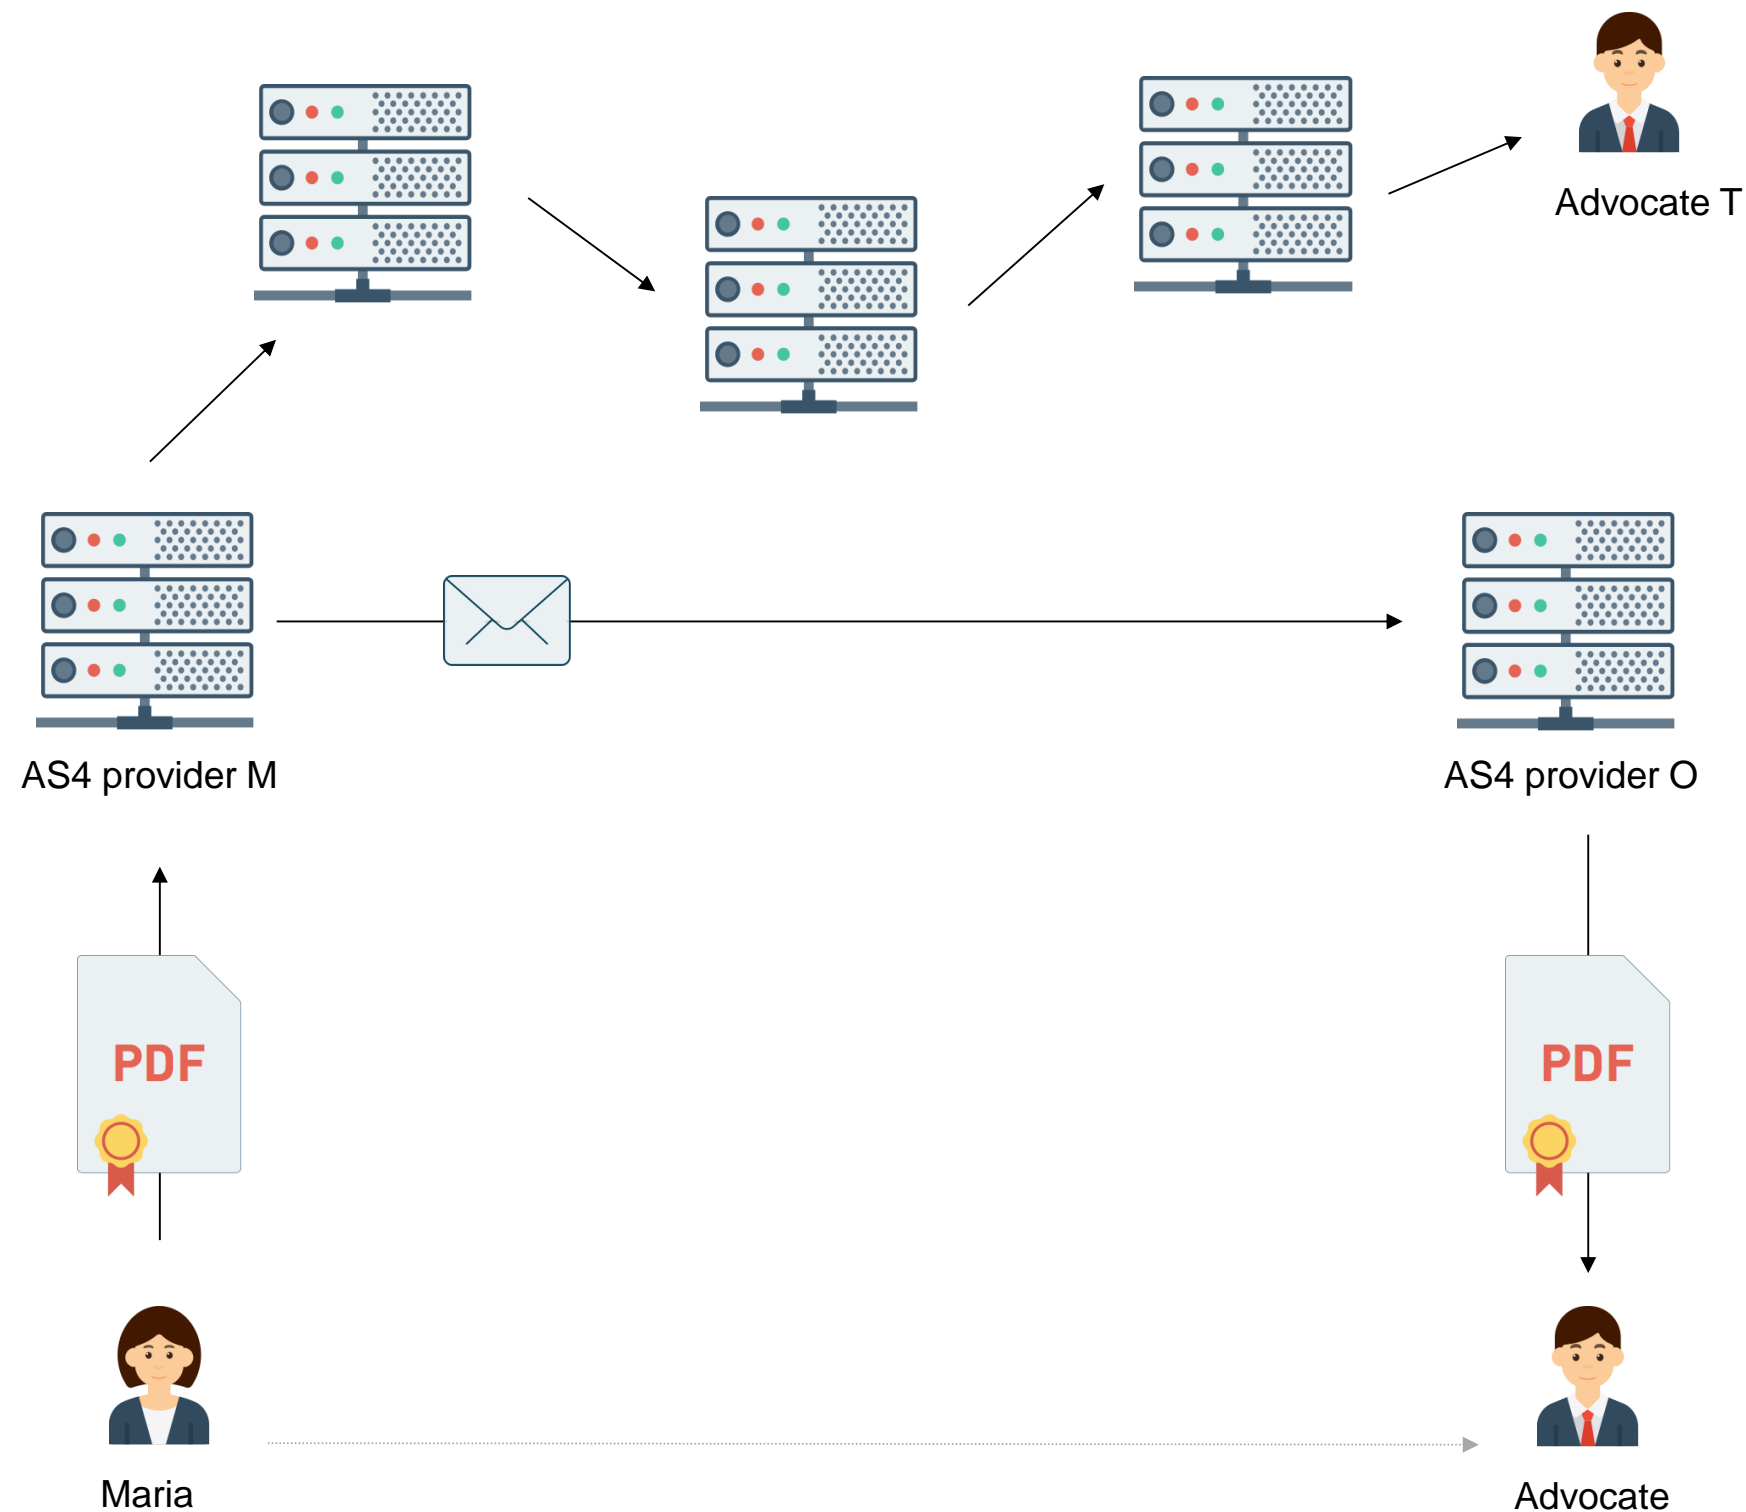 Advocate T
AS4 provider M
AS4 provider O
PDF
PDF
Maria
Advocate